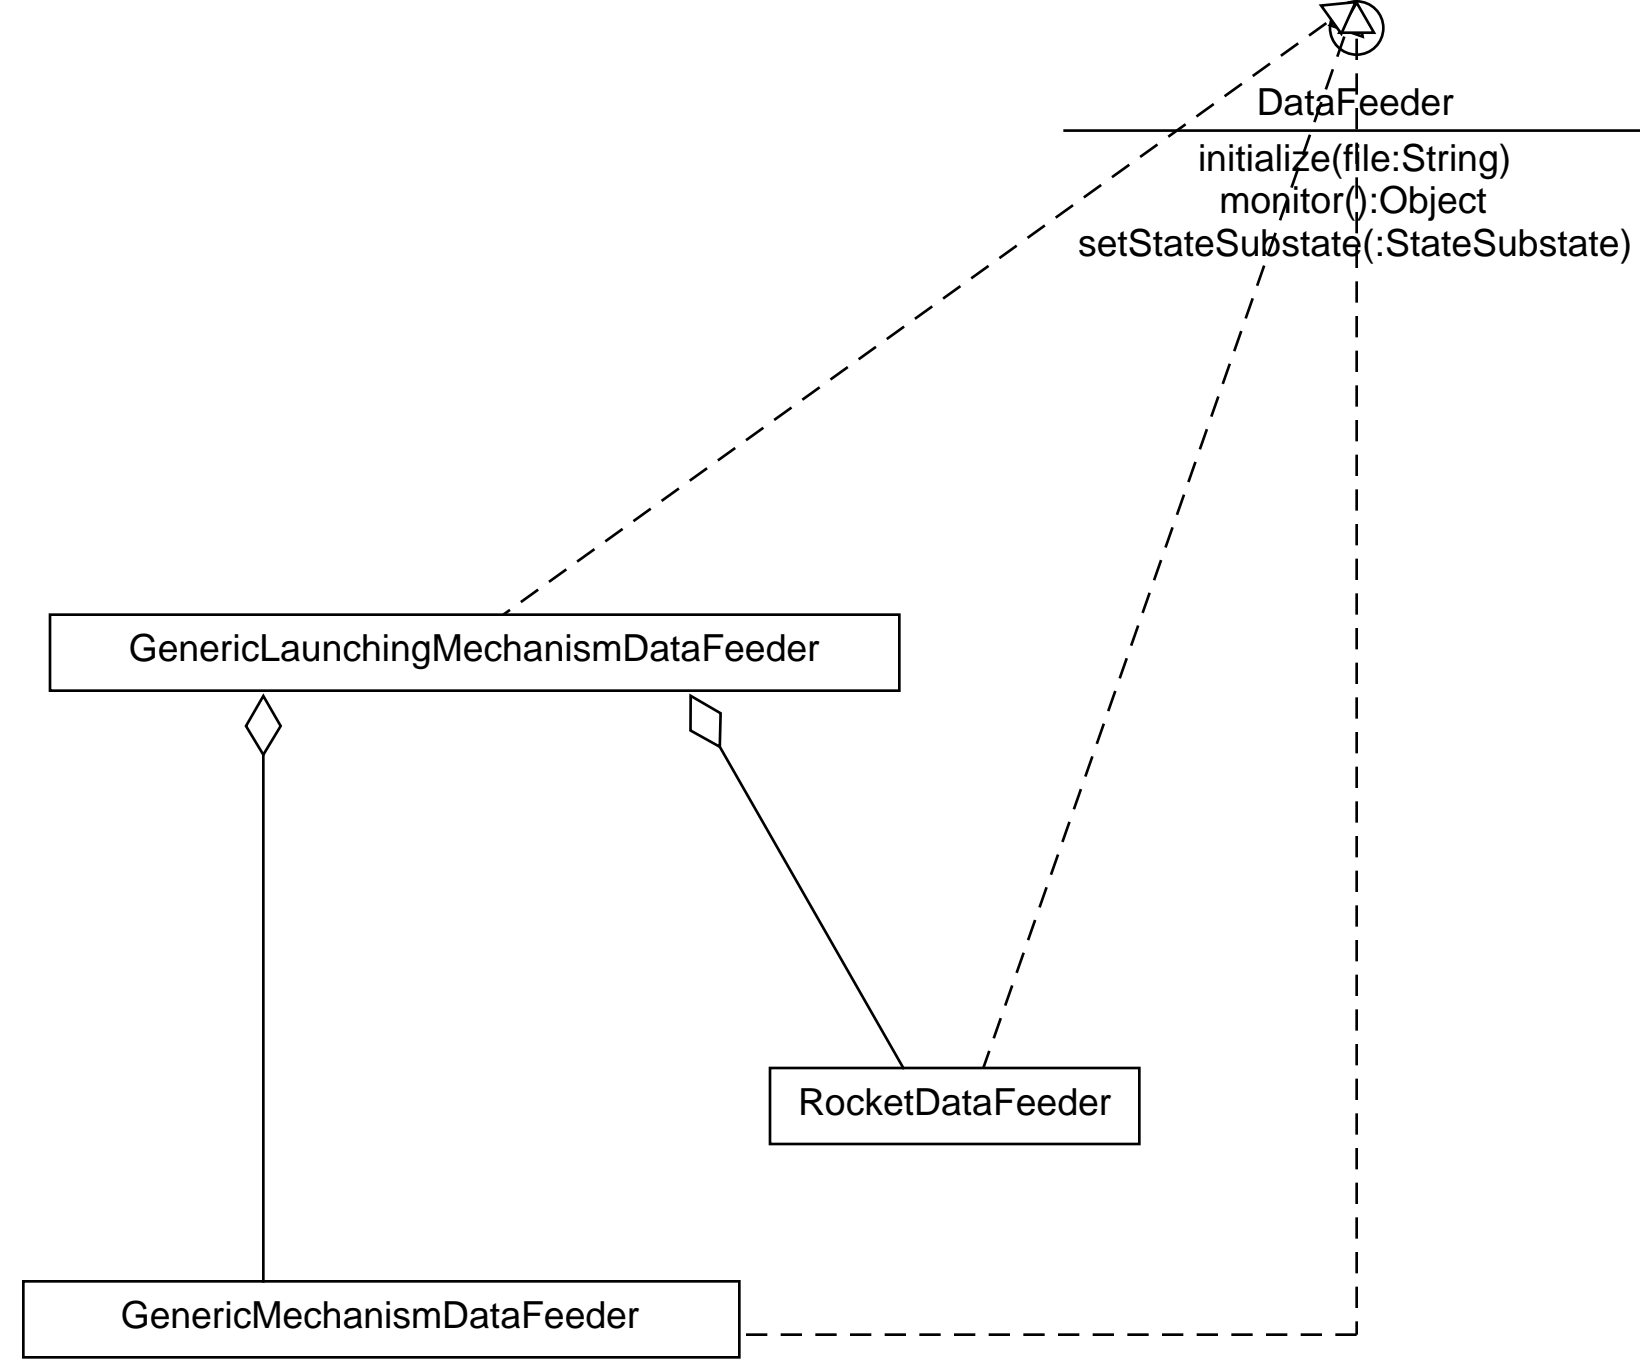 DataFeeder
initialize(file:String)
monitor():Object
setStateSubstate(:StateSubstate)
GenericLaunchingMechanismDataFeeder
RocketDataFeeder
GenericMechanismDataFeeder